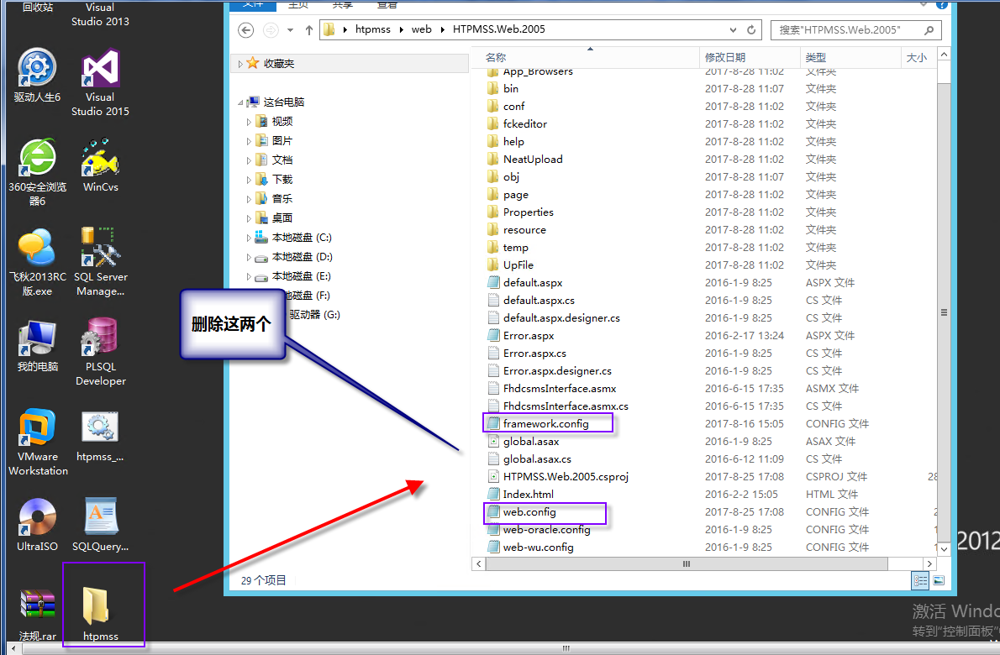 回收站
Visual
Studio 2013
驱动人生6
Visual
Studio 2015
360安全浏览
器6
WinCvs
飞秋2013RC
版.exe
SQL Server
Manage...
我的电脑
PLSQL
Developer
VMware
Workstation
htpmss_...
UltraISO
SQLQuery...
法规.rar
htpmss
文件
主页
共享
查看
htpmss
web
HTPMSS.Web.2005
搜索"HTPMSS.Web.2005"
收藏夹
这台电脑
视频
图片
文档
下载
音乐
桌面
本地磁盘 (C:)
本地磁盘 (D:)
本地磁盘 (E:)
地磁盘 (F:)
驱动器 (G:)
删除这两个
名称 修改日期 类型 大小
App_Browsers 2017-8-28 11:02 文件夹
bin 2017-8-28 11:07 文件夹
conf 2017-8-28 11:02 文件夹
fckeditor 2017-8-28 11:02 文件夹
help 2017-8-28 11:02 文件夹
NeatUpload 2017-8-28 11:02 文件夹
obj 2017-8-28 11:07 文件夹
page 2017-8-28 11:02 文件夹
Properties 2017-8-28 11:02 文件夹
resource 2017-8-28 11:02 文件夹
temp 2017-8-28 11:02 文件夹
UpFile 2017-8-28 11:02 文件夹
default.aspx 2016-1-9 8:25 ASPX 文件
default.aspx.cs 2016-1-9 8:25 CS 文件
default.aspx.designer.cs 2016-1-9 8:25 CS 文件
Error.aspx 2016-2-17 13:24 ASPX 文件
Error.aspx.cs 2016-1-9 8:25 CS 文件
Error.aspx.designer.cs 2016-1-9 8:25 CS 文件
FhdcsmsInterface.asmx 2016-6-15 17:35 ASMX 文件
FhdcsmsInterface.asmx.cs 2016-6-15 17:35 CS 文件
framework.config 2017-8-16 15:05 CONFIG 文件
global.asax 2016-1-9 8:25 ASAX 文件
global.asax.cs 2016-6-12 11:09 CS 文件
HTPMSS.Web.2005.csproj 2017-8-25 17:08 CSPROJ 文件 28
Index.html 2016-2-2 15:05 HTML 文件
web.config 2017-8-25 17:08 CONFIG 文件 2
web-oracle.config 2016-1-9 8:25 CONFIG 文件 1
web-wu.config 2016-1-9 8:25 CONFIG 文件 1
29 个项目
2012
激活 Windo
转到"控制面板"